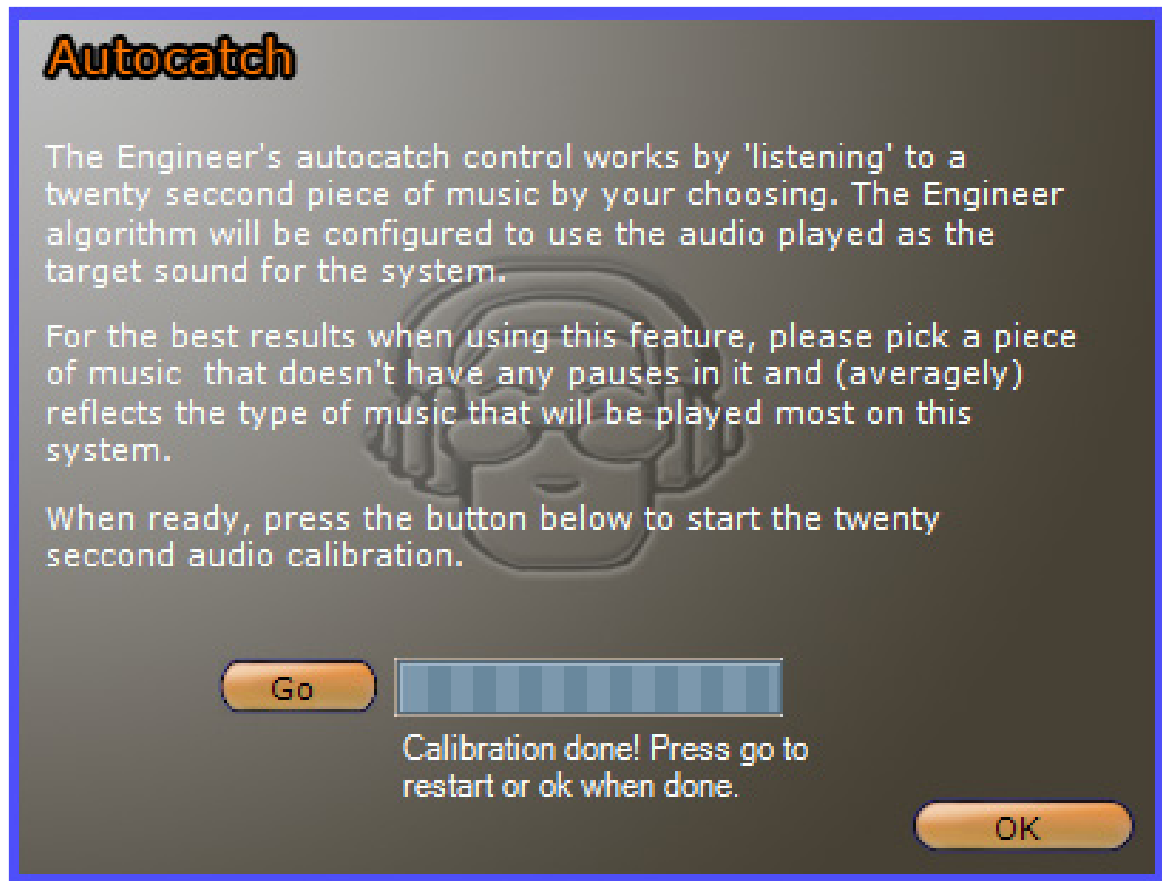 Autocatch
The Engineer's autocatch control works by 'listening' to a
twenty seccond piece of music by your choosing. The Engineer
algorithm will be configured to use the audio played as the
target sound for the system.
For the best results when using this feature, please pick a piece
of music  that doesn't have any pauses in it and (averagely)
reflects the type of music that will be played most on this
system.
When ready, press the button below to start the twenty
seccond audio calibration.
Go
Calibration done! Press go to
restart or ok when done.
OK